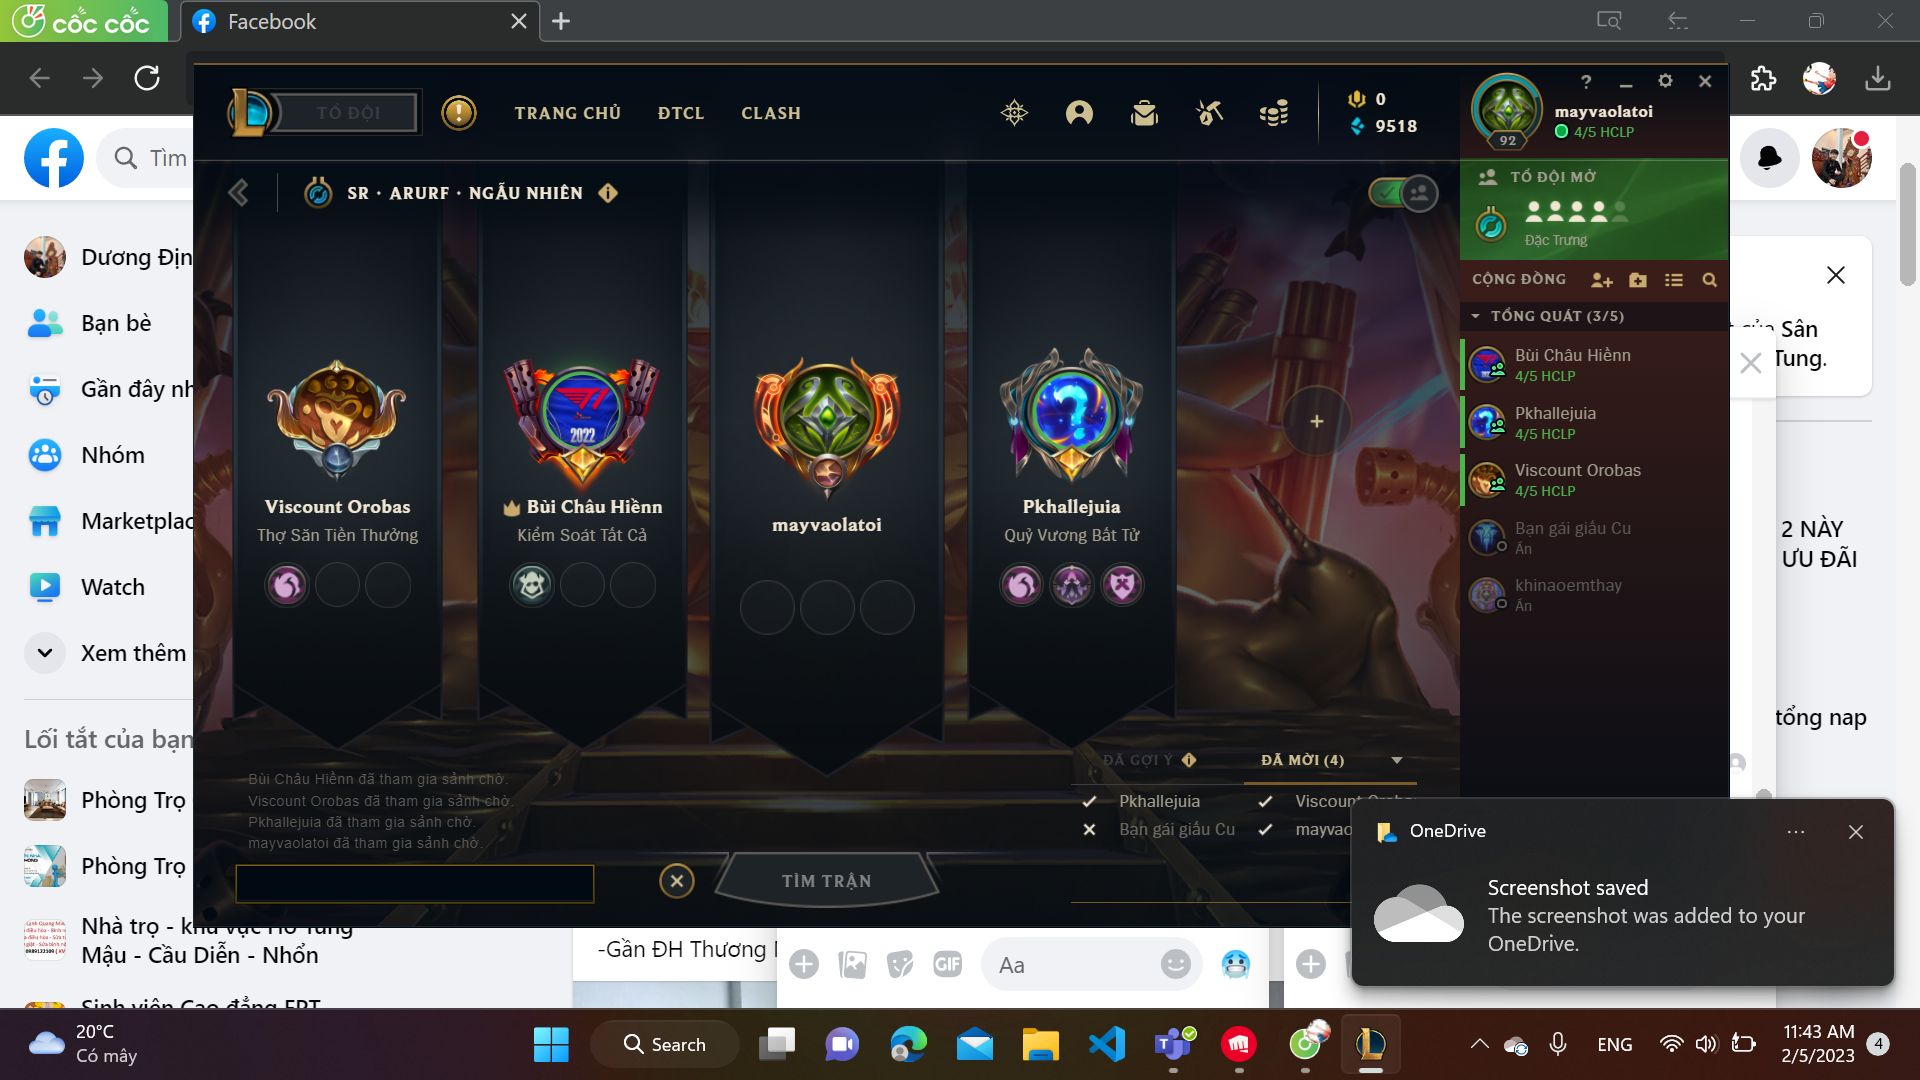 cốc cốc
Facebook
Tìm
TỔ ĐỘI
TRANG CHỦ
ĐTCL
CLASH
0
9518
92
mayvaolatoi
4/5 HCLP
SR · ARURF · NGẪU NHIÊN
TỔ ĐỘI MỞ
Đặc Trưng
CỘNG ĐỒNG
TỔNG QUÁT (3/5)
Bùi Châu Hiềnn
4/5 HCLP
Pkhallejuia
4/5 HCLP
Viscount Orobas
4/5 HCLP
Bạn gái giấu Cu
Ẩn
khinaoemthay
Ẩn
Viscount Orobas
Thợ Săn Tiền Thưởng
2022
Bùi Châu Hiềnn
Kiểm Soát Tất Cả
mayvaolatoi
Pkhallejuia
Quỷ Vương Bất Tử
Bùi Châu Hiềnn đã tham gia sảnh chờ.
Viscount Orobas đã tham gia sảnh chờ.
Pkhallejuia đã tham gia sảnh chờ.
mayvaolatoi đã tham gia sảnh chờ.
TÌM TRẬN
ĐÃ GỢI Ý
ĐÃ MỜI (4)
Pkhallejuia
Viscount Orobas
Bạn gái giấu Cu
mayvao
Dương Địn
Bạn bè
Gần đây nh
Nhóm
Marketplac
Watch
Xem thêm
Lối tắt của bạn
Phòng Trọ
Phòng Trọ
Nhà trọ - khu vực Hồ Tùng
Mậu - Cầu Diễn - Nhổn
Sinh viên Cao đẳng FPT
của Sân
Tung.
2 NÀY
ƯU ĐÃI
tổng nap
-Gần ĐH Thương
GIF
Aa
OneDrive
Screenshot saved
The screenshot was added to your
OneDrive.
20°C
Có mây
Search
ENG
11:43 AM
2/5/2023
4